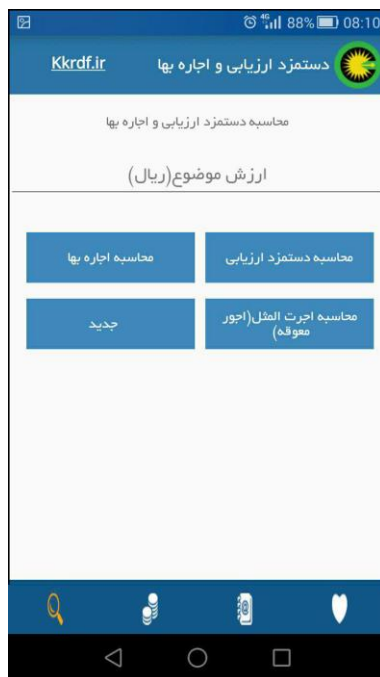 4G 88% 08:10
دستمزد ارزیابی و اجاره بها
Kkrdf.ir
محاسبه دستمزد ارزیابی و اجاره بها
ارزش موضوع(ریال)
محاسبه دستمزد ارزیابی
محاسبه اجاره بها
محاسبه اجرت المثل(اجور
معوقه)
جدید